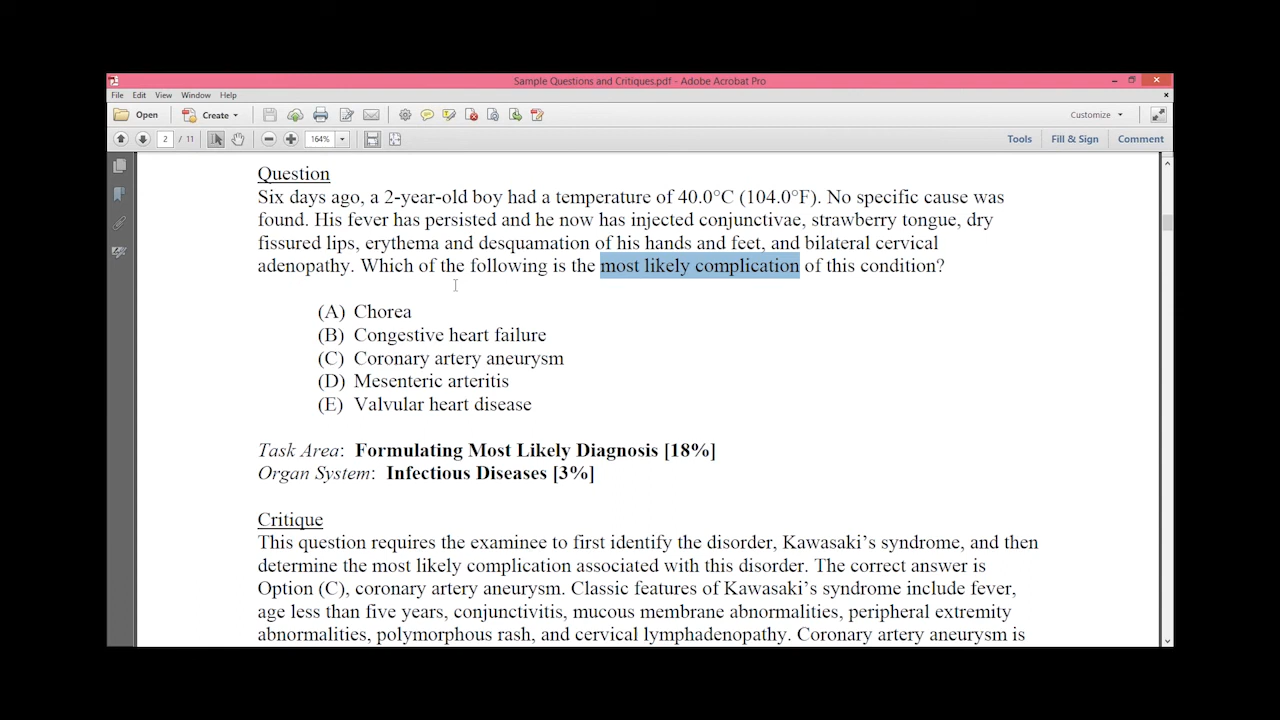 Sample Questions and Critiques.pdf - Adobe Acrobat Pro
File Edit View Window Help
Open Create Customize
2 / 11 164% Tools Fill & Sign Comment
Question
Six days ago, a 2-year-old boy had a temperature of 40.0°C (104.0°F). No specific cause was
found. His fever has persisted and he now has injected conjunctivae, strawberry tongue, dry
fissured lips, erythema and desquamation of his hands and feet, and bilateral cervical
adenopathy. Which of the following is the most likely complication of this condition?
(A) Chorea
(B) Congestive heart failure
(C) Coronary artery aneurysm
(D) Mesenteric arteritis
(E) Valvular heart disease
Task Area: Formulating Most Likely Diagnosis [18%]
Organ System: Infectious Diseases [3%]
Critique
This question requires the examinee to first identify the disorder, Kawasaki's syndrome, and then
determine the most likely complication associated with this disorder. The correct answer is
Option (C), coronary artery aneurysm. Classic features of Kawasaki's syndrome include fever,
age less than five years, conjunctivitis, mucous membrane abnormalities, peripheral extremity
abnormalities, polymorphous rash, and cervical lymphadenopathy. Coronary artery aneurysm is